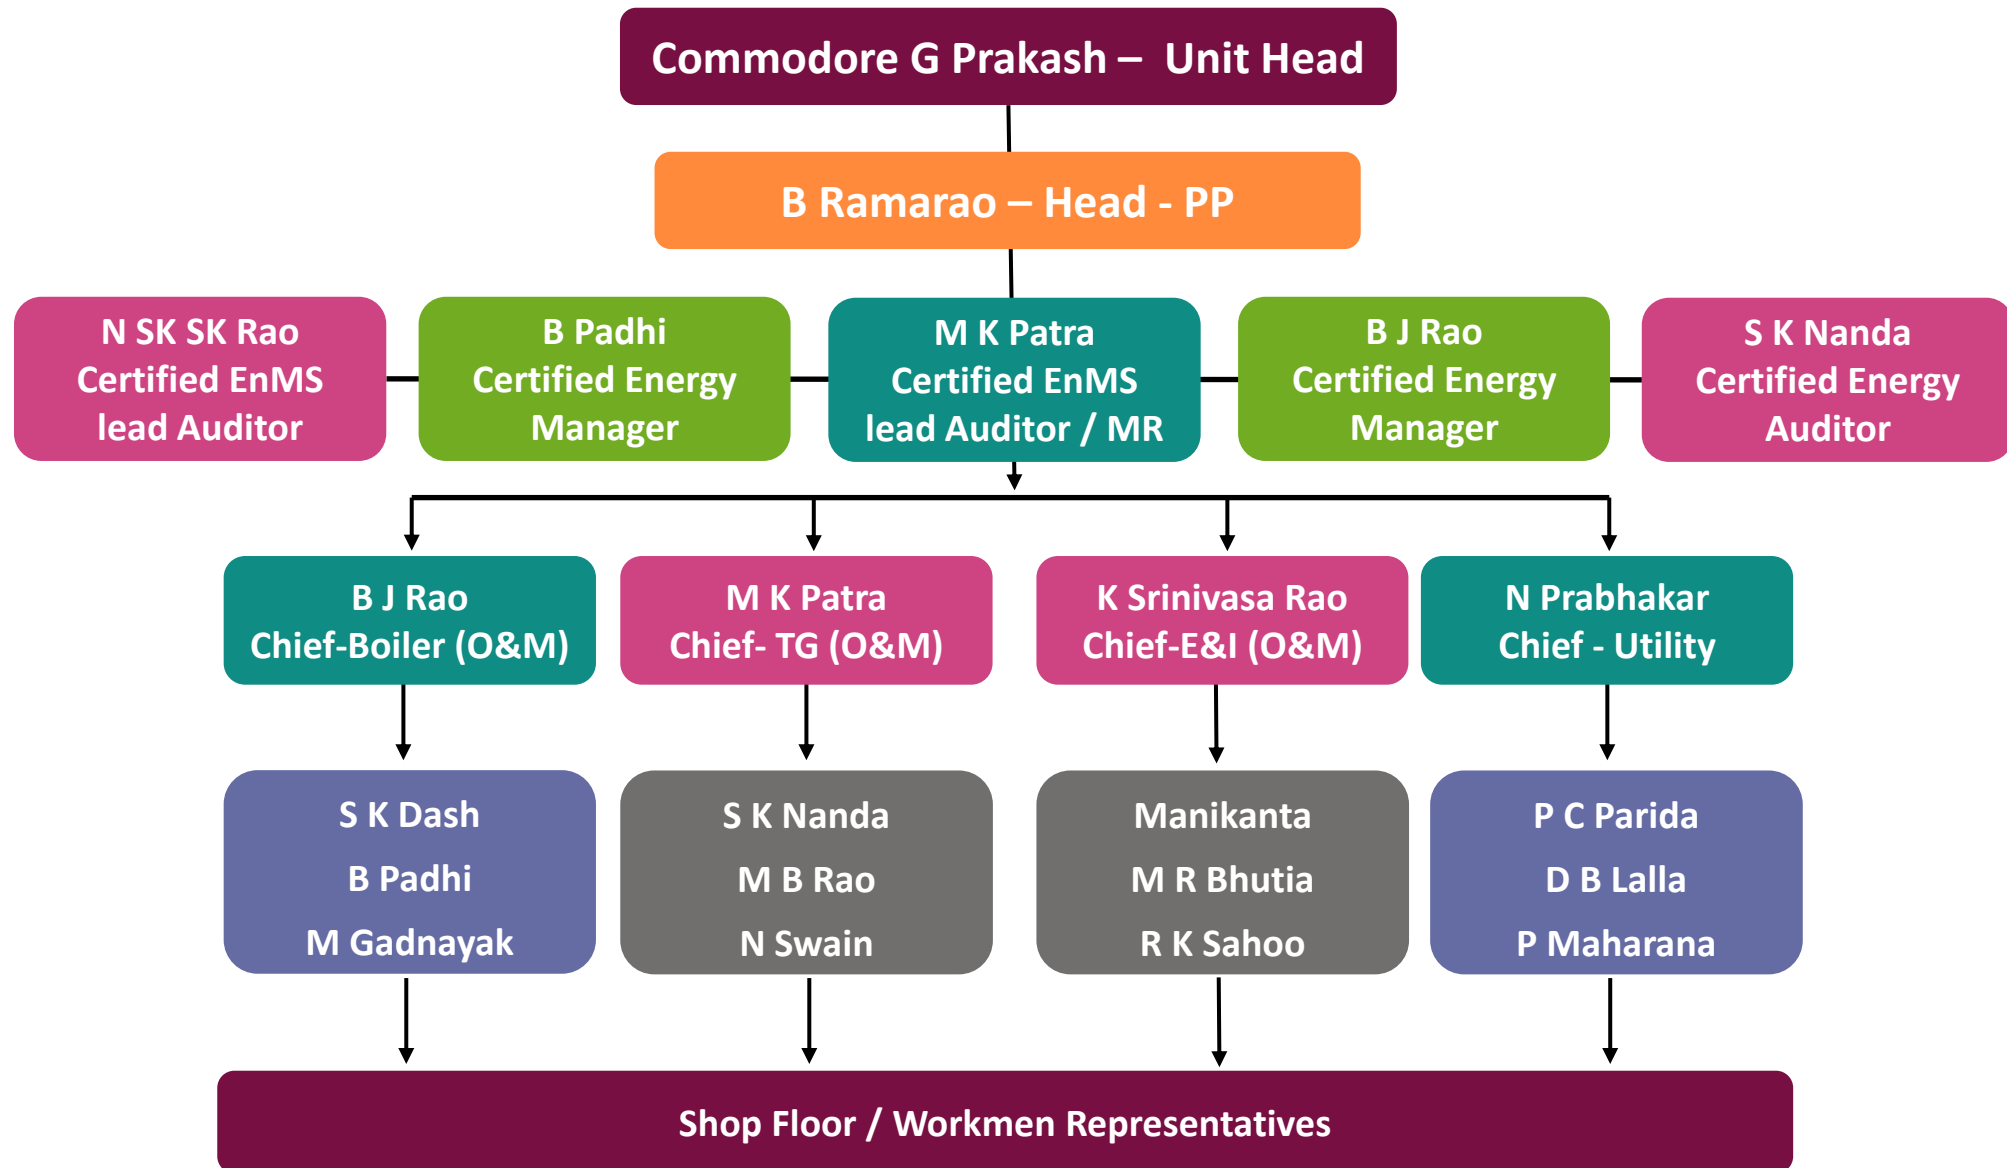 Commodore G Prakash – Unit Head
B Ramarao – Head - PP
N SK SK Rao
Certified EnMS
lead Auditor
B Padhi
Certified Energy
Manager
M K Patra
Certified EnMS
lead Auditor / MR
B J Rao
Certified Energy
Manager
S K Nanda
Certified Energy
Auditor
B J Rao
Chief-Boiler (O&M)
M K Patra
Chief- TG (O&M)
K Srinivasa Rao
Chief-E&I (O&M)
N Prabhakar
Chief - Utility
S K Dash
B Padhi
M Gadnayak
S K Nanda
M B Rao
N Swain
Manikanta
M R Bhutia
R K Sahoo
P C Parida
D B Lalla
P Maharana
Shop Floor / Workmen Representatives